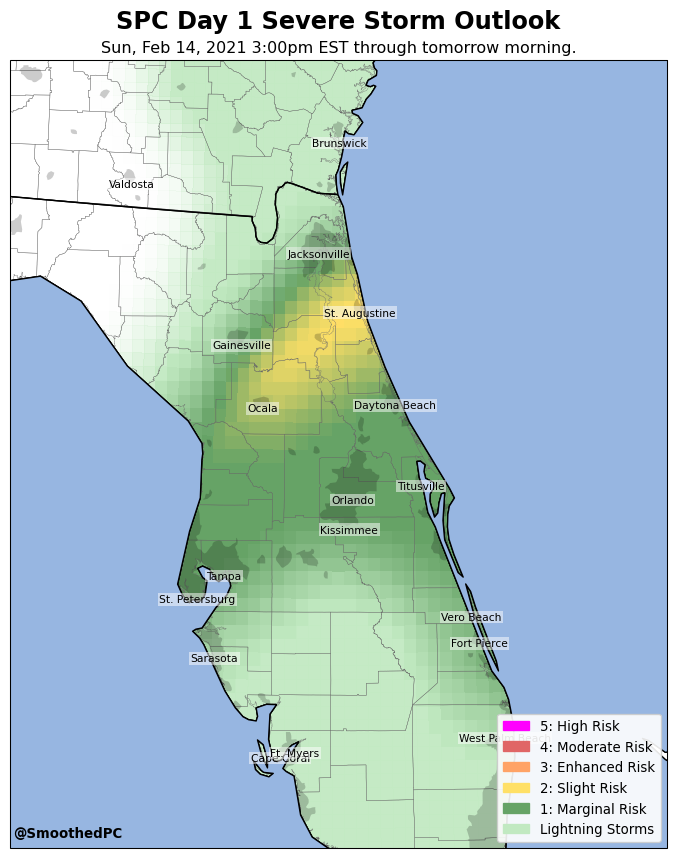 SPC Day 1 Severe Storm Outlook
Sun, Feb 14, 2021 3:00pm EST through tomorrow morning.
Brunswick
Valdosta
Jacksonville
St. Augustine
Gainesville
Ocala
Daytona Beach
Titusville
Orlando
Kissimmee
Tampa
St. Petersburg
Vero Beach
Fort Pierce
Sarasota
West Palm Beach
Ft. Myers
Cape Coral
5: High Risk
4: Moderate Risk
3: Enhanced Risk
2: Slight Risk
1: Marginal Risk
Lightning Storms
@SmoothedPC